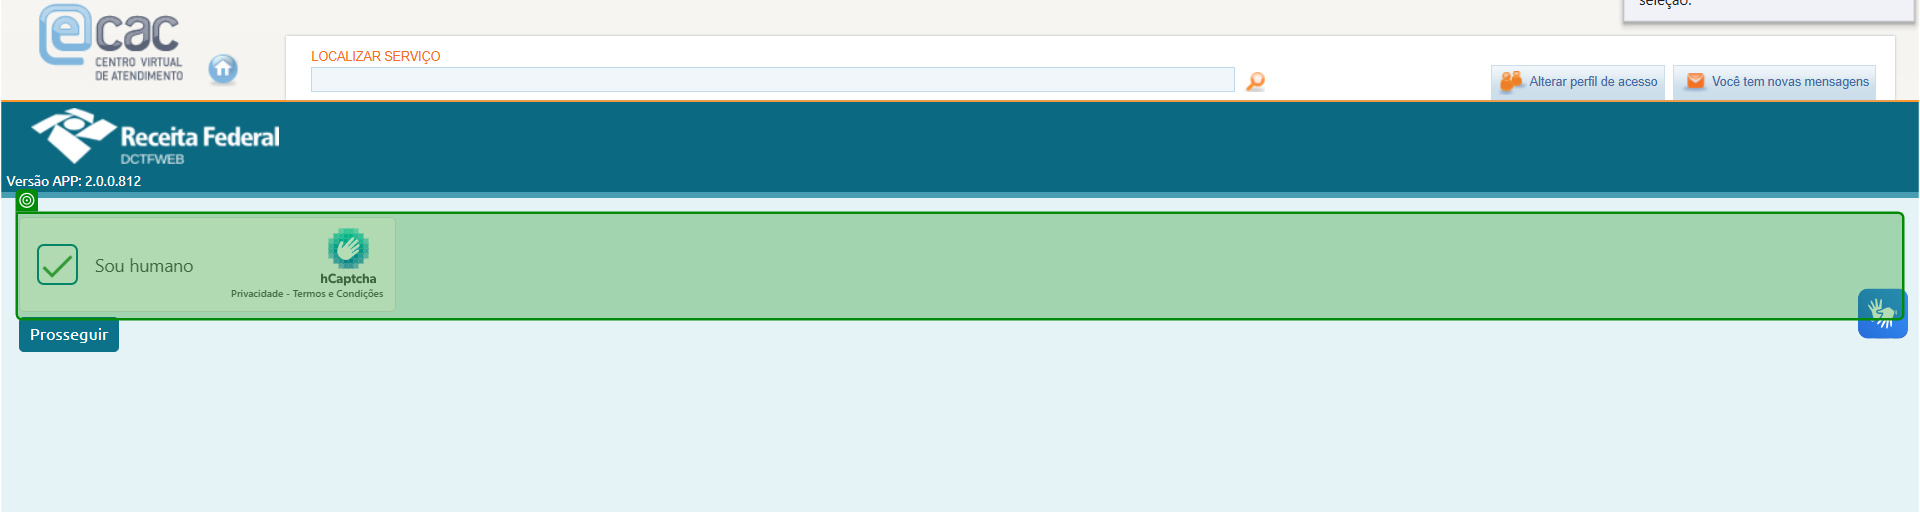 seleção.
e cac
CENTRO VIRTUAL
DE ATENDIMENTO
LOCALIZAR SERVIÇO
Alterar perfil de acesso
Você tem novas mensagens
Receita Federal
DCTFWEB
Versão APP: 2.0.0.812
Sou humano
hCaptcha
Privacidade - Termos e Condições
Prosseguir